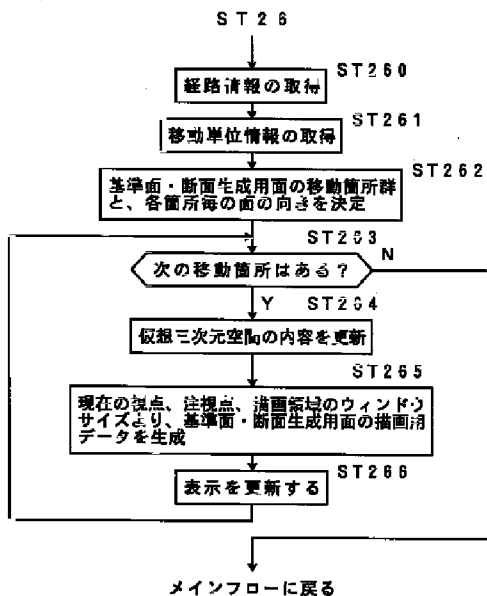 ST26
ST260
経路情報の取得
ST261
移動単位情報の取得
ST262
基準面・断面生成用面の移動箇所群
と、各箇所毎の面の向きを決定
ST263
次の移動箇所はある？
N
Y
ST264
仮想三次元空間の内容を更新
ST265
現在の視点、注視点、描画領域のウィンドウ
サイズより、基準面・断面生成用面の描画用
データを生成
ST266
表示を更新する
メインフローに戻る